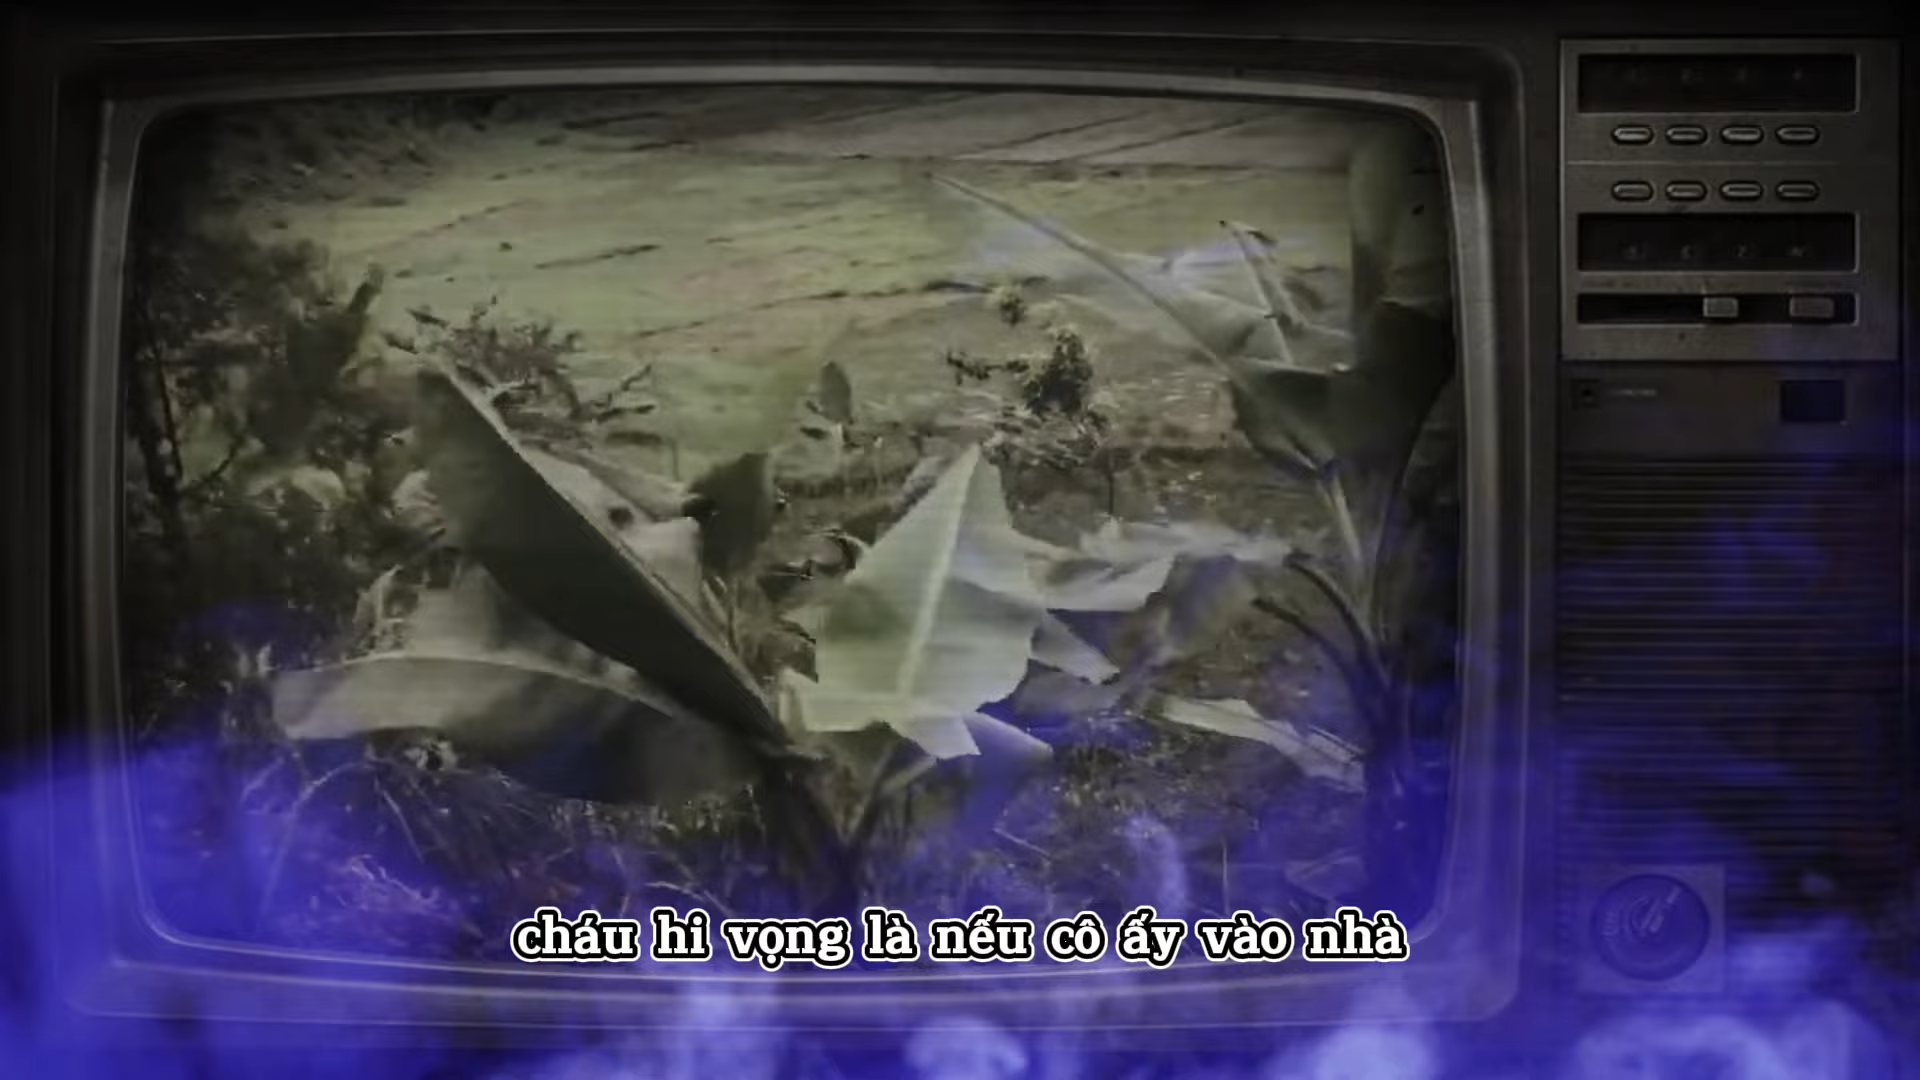 cháu hi vọng là nếu cô ấy vào nhà